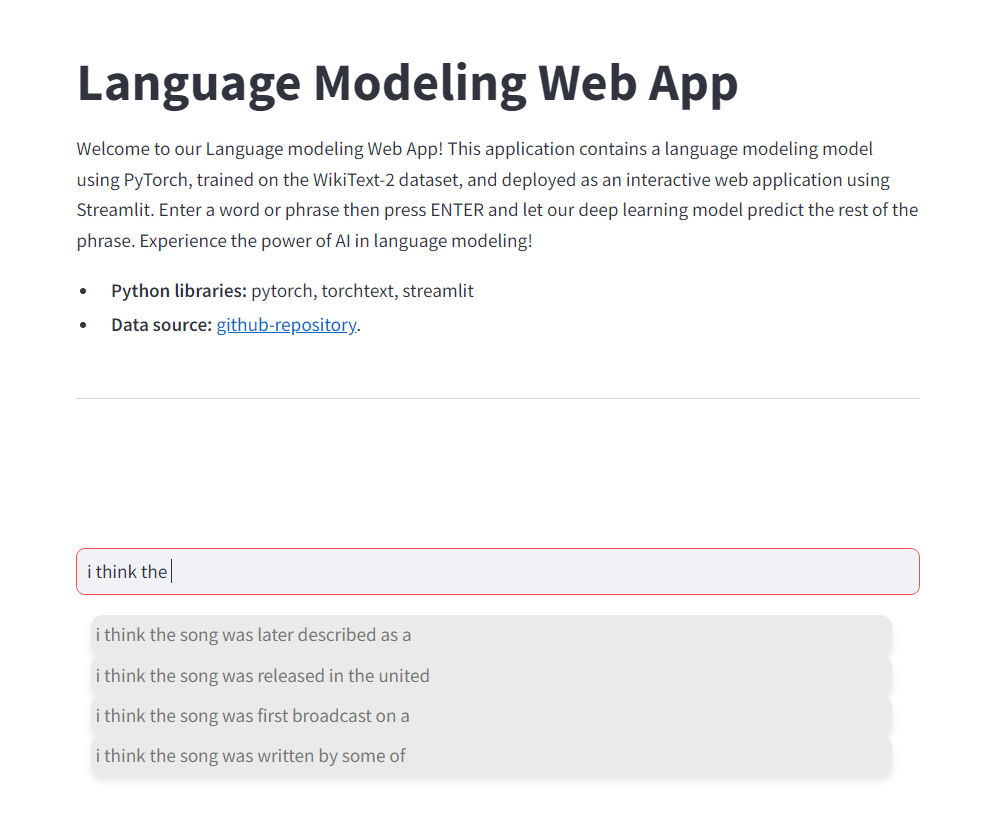 Language Modeling Web App
Welcome to our Language modeling Web App! This application contains a language modeling model
using PyTorch, trained on the WikiText-2 dataset, and deployed as an interactive web application using
Streamlit. Enter a word or phrase then press ENTER and let our deep learning model predict the rest of the
phrase. Experience the power of AI in language modeling!
• Python libraries: pytorch, torchtext, streamlit
• Data source: github-repository.
i think the
i think the song was later described as a
i think the song was released in the united
i think the song was first broadcast on a
i think the song was written by some of